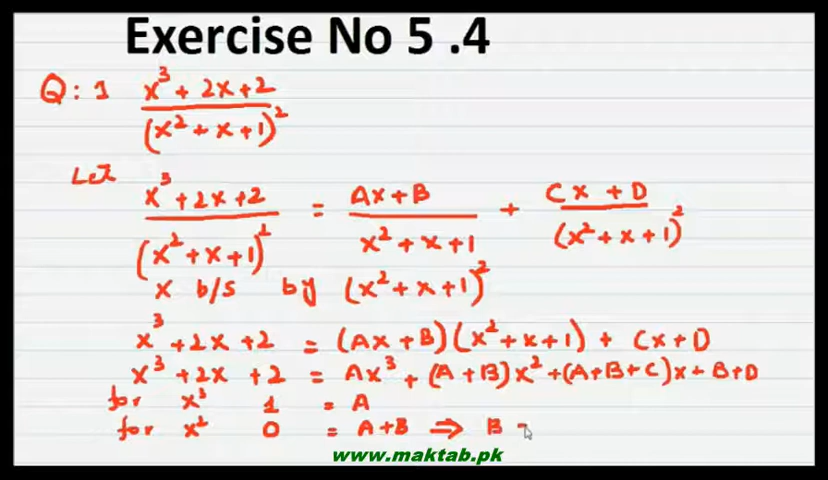 Exercise No 5 .4
Q : 1 x³ + 2x + 2 / (x² + x + 1)²
Let
x³ + 2x + 2 / (x² + x + 1)² = Ax + B / x² + x + 1 + Cx + D / (x² + x + 1)²
x b/s by (x² + x + 1)²
x³ + 2x + 2 = (Ax + B)(x² + x + 1) + Cx + D
x³ + 2x + 2 = Ax³ + (A + B)x² + (A + B + C)x + B + D
for x³ 1 = A
for x² 0 = A + B ⇒ B -
www.maktab.pk